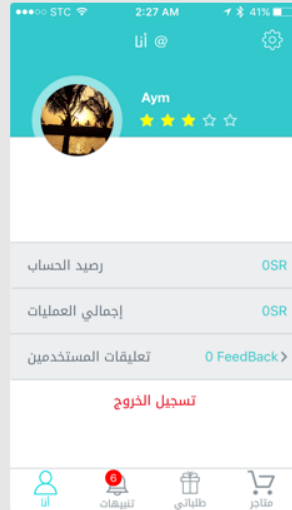 STC 2:27 AM 41%
@ أنا
Aym
رصيد الحساب 0SR
إجمالي العمليات 0SR
تعليقات المستخدمين 0 FeedBack >
تسجيل الخروج
6
أنا تنبيهات طلباتي متاجر